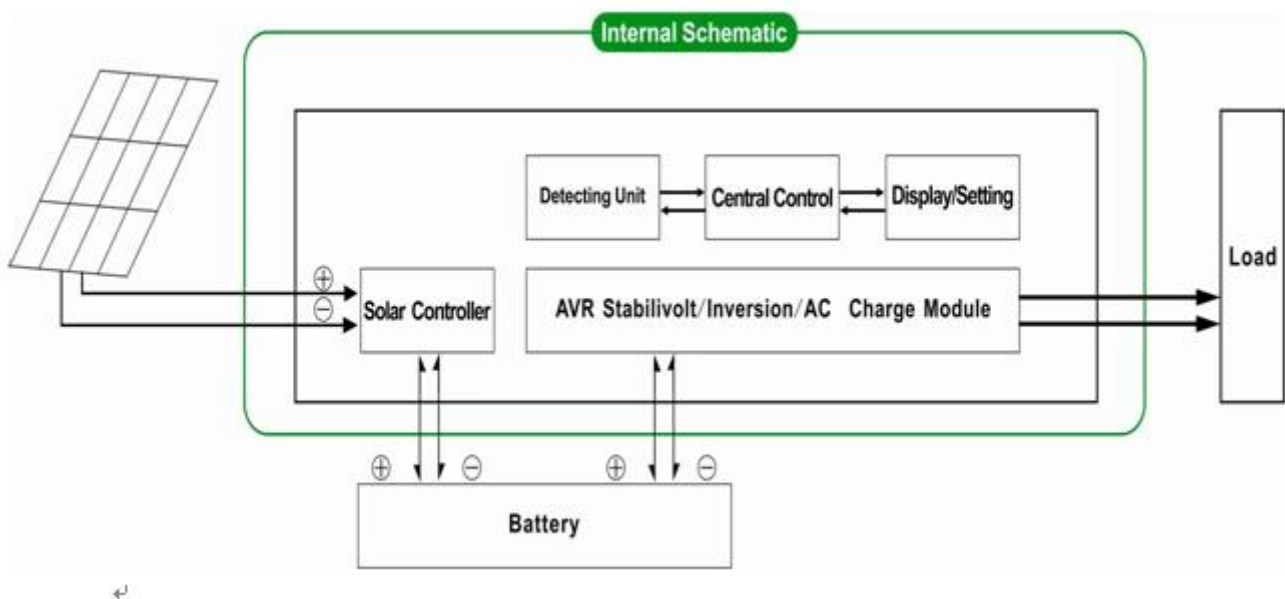 Internal Schematic
Detecting Unit
Central Control
Display/Setting
Load
⊕
⊖
Solar Controller
AVR Stabilivolt/Inversion/AC Charge Module
⊕ ⊖ ⊕ ⊖
Battery
↵